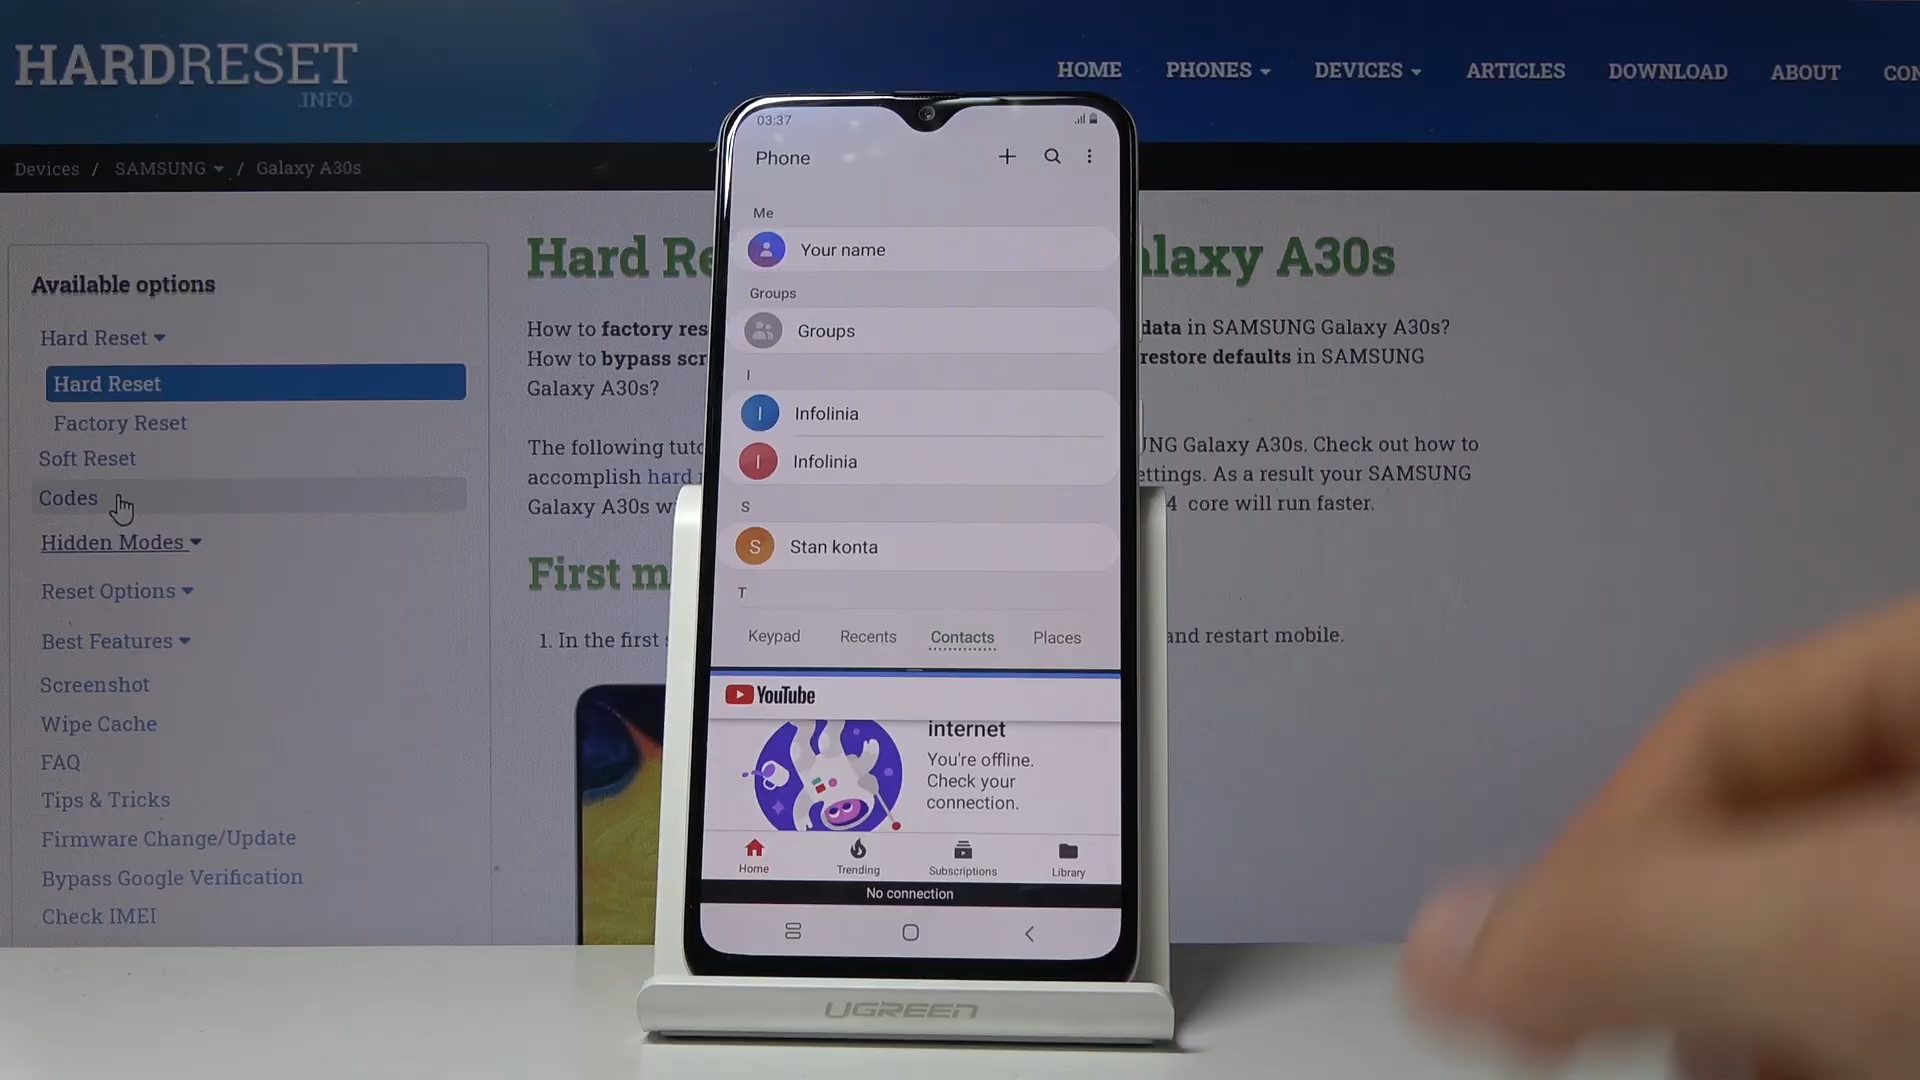 HARDRESET
.INFO
HOME PHONES DEVICES ARTICLES DOWNLOAD ABOUT CON
Devices / SAMSUNG / Galaxy A30s
Available options
Hard Reset
Hard Reset
Factory Reset
Soft Reset
Codes
Hidden Modes
Reset Options
Best Features
Screenshot
Wipe Cache
FAQ
Tips & Tricks
Firmware Change/Update
Bypass Google Verification
Check IMEI
Hard Re
alaxy A30s
How to factory res
data in SAMSUNG Galaxy A30s?
How to bypass scr
restore defaults in SAMSUNG
Galaxy A30s?
The following tuto
NG Galaxy A30s. Check out how to
accomplish hard r
ettings. As a result your SAMSUNG
Galaxy A30s w
4 core will run faster.
First m
1. In the first s
and restart mobile.
03:37
Phone
Me
Your name
Groups
Groups
I
I Infolinia
I Infolinia
S
S Stan konta
T
Keypad Recents Contacts Places
YouTube
internet
You're offline.
Check your
connection.
Home Trending Subscriptions Library
No connection
UGREEN